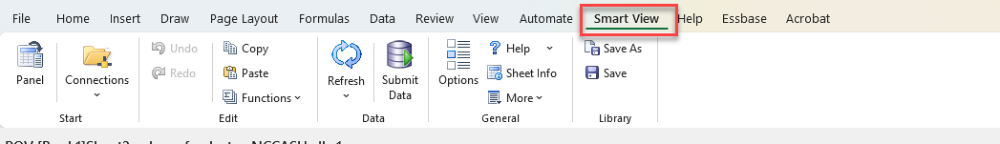 File Home Insert Draw Page Layout Formulas Data Review View Automate Smart View Help Essbase Acrobat
Panel
Connections
Start
Undo
Redo
Copy
Paste
Functions
Edit
Refresh
Submit
Data
Data
Options
Help
Sheet Info
More
General
Save As
Save
Library